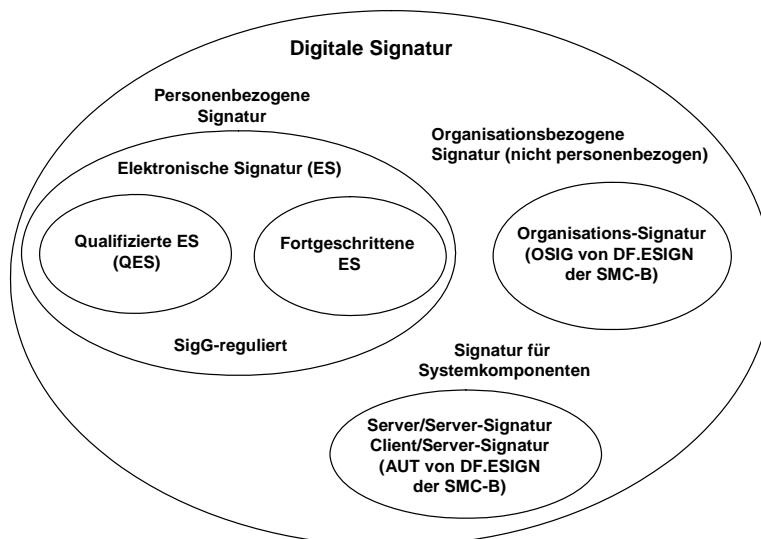 Digitale Signatur
Personenbezogene
Signatur
Organisationsbezogene
Signatur (nicht personenbezogen)
Elektronische Signatur (ES)
Qualifizierte ES
(QES)
Fortgeschrittene
ES
Organisations-Signatur
(OSIG von DF.ESIGN
der SMC-B)
SigG-reguliert
Signatur für
Systemkomponenten
Server/Server-Signatur
Client/Server-Signatur
(AUT von DF.ESIGN
der SMC-B)